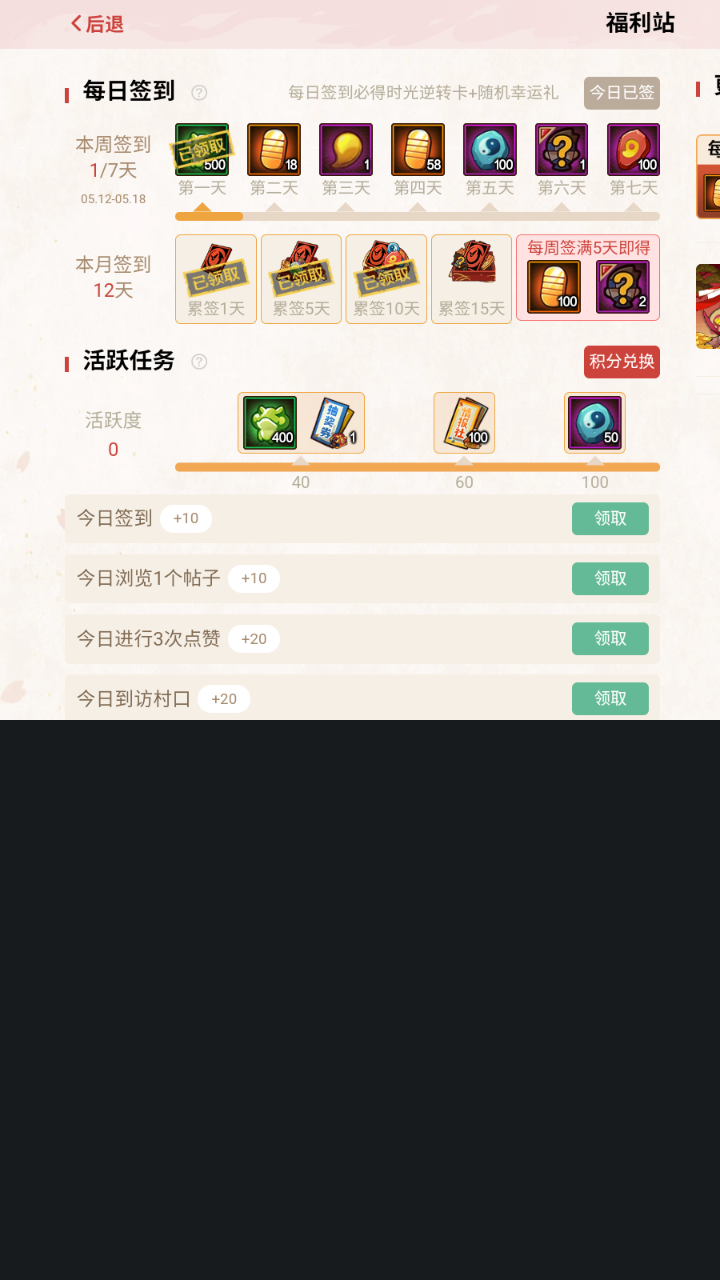 后退
福利站
每日签到
每日签到必得时光逆转卡+随机幸运礼
今日已签
本周签到
1/7天
05.12-05.18
已领取
500
18
1
58
100
1
100
第一天
第二天
第三天
第四天
第五天
第六天
第七天
本月签到
12天
已领取
已领取
已领取
累签1天
累签5天
累签10天
累签15天
每周签满5天即得
100
2
活跃任务
积分兑换
活跃度
0
400
抽奖券
1
情报社
100
50
40
60
100
今日签到
+10
领取
今日浏览1个帖子
+10
领取
今日进行3次点赞
+20
领取
今日到访村口
+20
领取